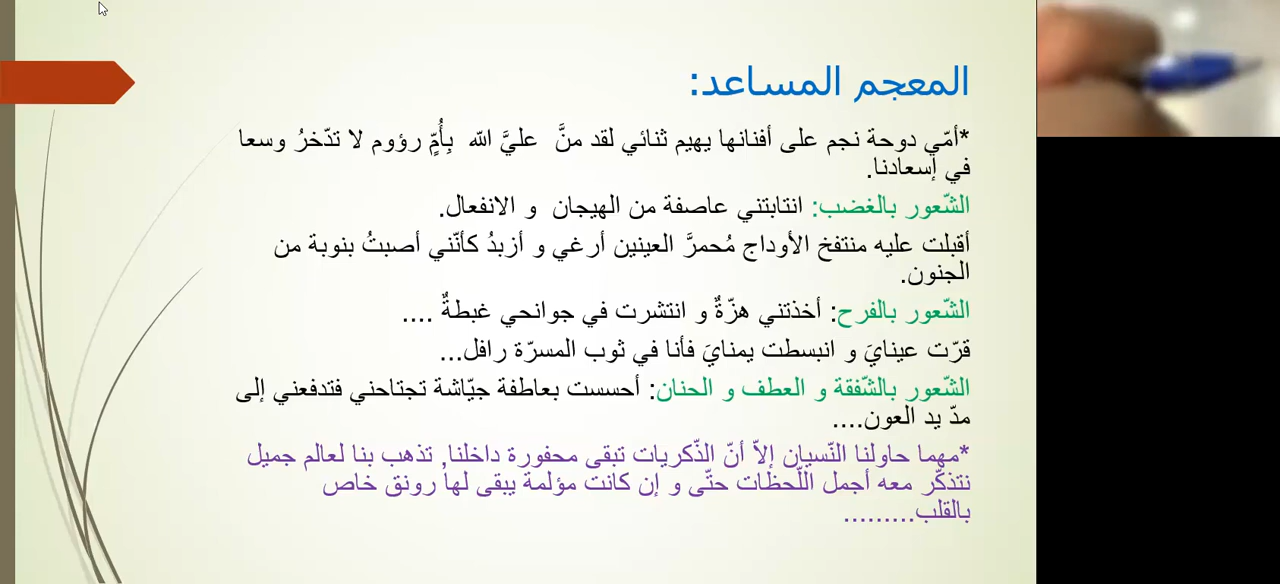 المعجم المساعد:
*أمّي دوحة نجم على أفنانها يهيم ثنائي لقد منَّ عليَّ الله بِأُمٍّ رؤوم لا تدّخرُ وسعا
في إسعادنا.
الشّعور بالغضب: انتابتني عاصفة من الهيجان و الانفعال.
أقبلت عليه منتفخ الأوداج مُحمرَّ العينين أرغي و أزبدُ كأنّني أصبتُ بنوبة من
الجنون.
الشّعور بالفرح: أخذتني هزّةٌ و انتشرت في جوانحي غبطةٌ ....
قرّت عينايَ و انبسطت يمنايَ فأنا في ثوب المسرّة رافل...
الشّعور بالشّفقة و العطف و الحنان: أحسست بعاطفة جيّاشة تجتاحني فتدفعني إلى
مدّ يد العون....
*مهما حاولنا النّسيان إلاّ أنّ الذّكريات تبقى محفورة داخلنا, تذهب بنا لعالم جميل
نتذكّر معه أجمل اللّحظات حتّى و إن كانت مؤلمة يبقى لها رونق خاص
بالقلب.........